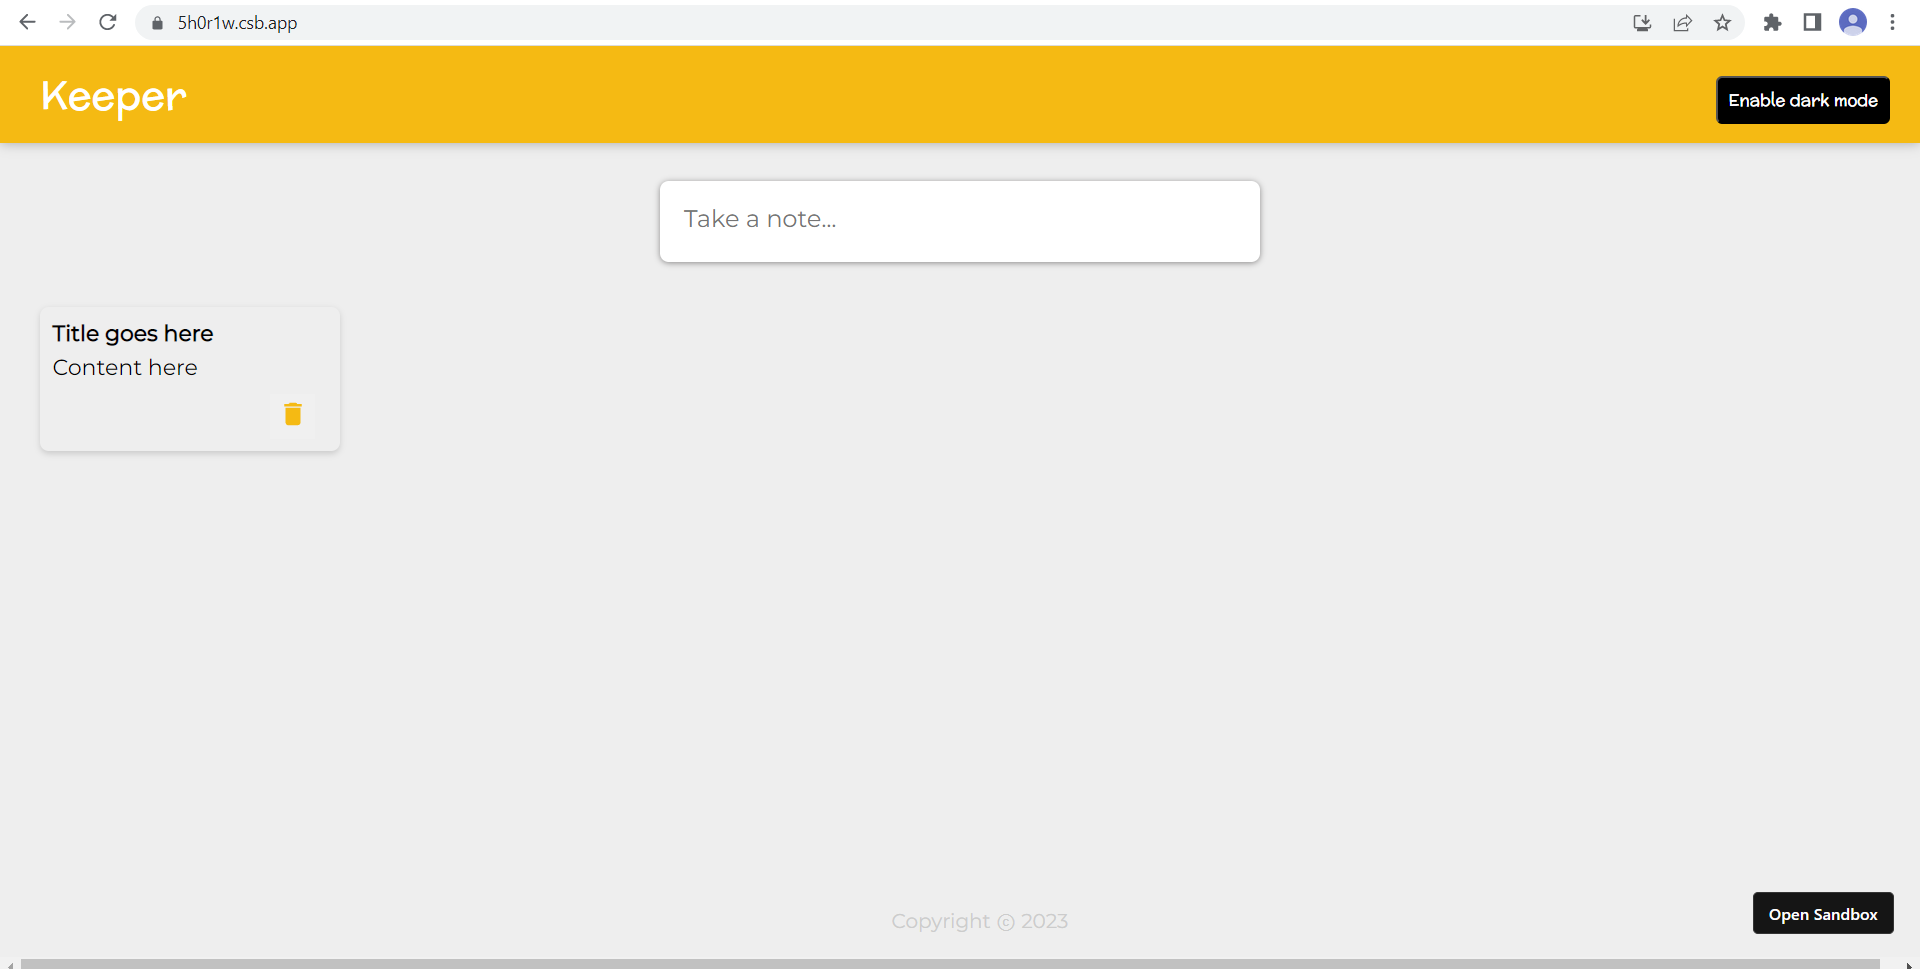 5h0r1w.csb.app
Keeper
Enable dark mode
Take a note...
Title goes here
Content here
Copyright © 2023
Open Sandbox